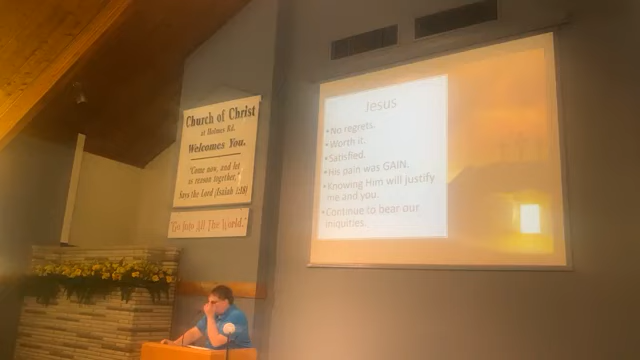 Church of Christ
at Holmes Rd.
Welcomes You.
"Come now, and let
us reason together,"
Says the Lord (Isaiah 1:
"Go Into All The World."
Jesus
• No regrets.
• Worth it.
• Satisfied.
• His pain was GAIN.
• Knowing Him will justify
me and you.
• Continue to bear our
iniquities.